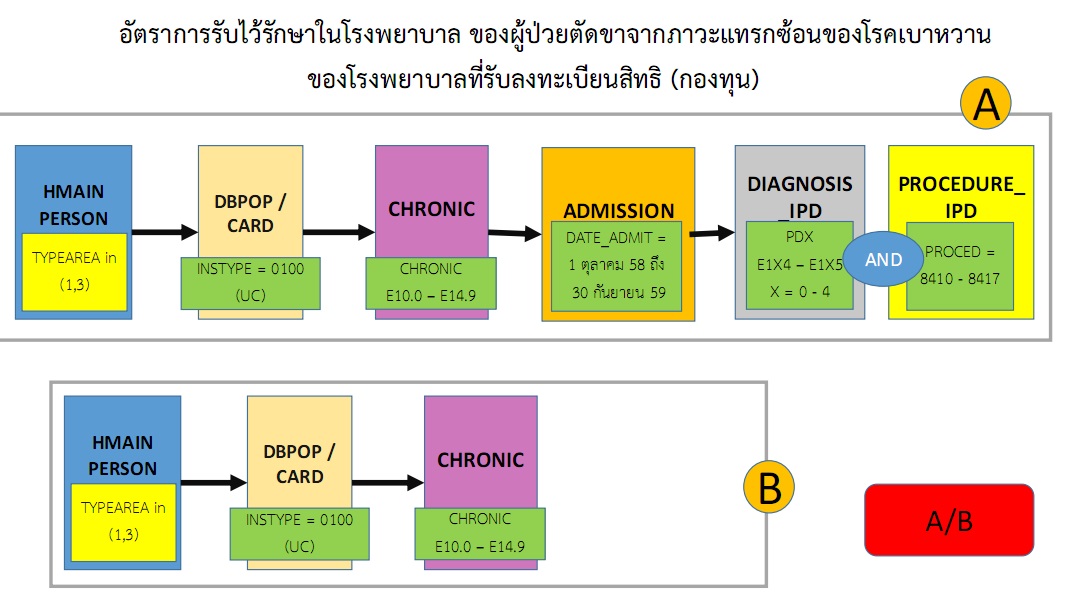 อัตราการรับไว้รักษาในโรงพยาบาล ของผู้ป่วยตัดขาจากภาวะแทรกซ้อนของโรคเบาหวาน
ของโรงพยาบาลที่รับลงทะเบียนสิทธิ (กองทุน)
A
HMAIN
PERSON
TYPEAREA in
(1,3)
DBPOP /
CARD
INSTYPE = 0100
(UC)
CHRONIC
CHRONIC
E10.0 – E14.9
ADMISSION
DATE_ADMIT =
1 ตุลาคม 58 ถึง
30 กันยายน 59
DIAGNOSIS
_IPD
PDX
E1X4 – E1X5
X = 0 - 4
AND
PROCEDURE_
IPD
PROCED =
8410 - 8417
HMAIN
PERSON
TYPEAREA in
(1,3)
DBPOP /
CARD
INSTYPE = 0100
(UC)
CHRONIC
CHRONIC
E10.0 – E14.9
B
A/B